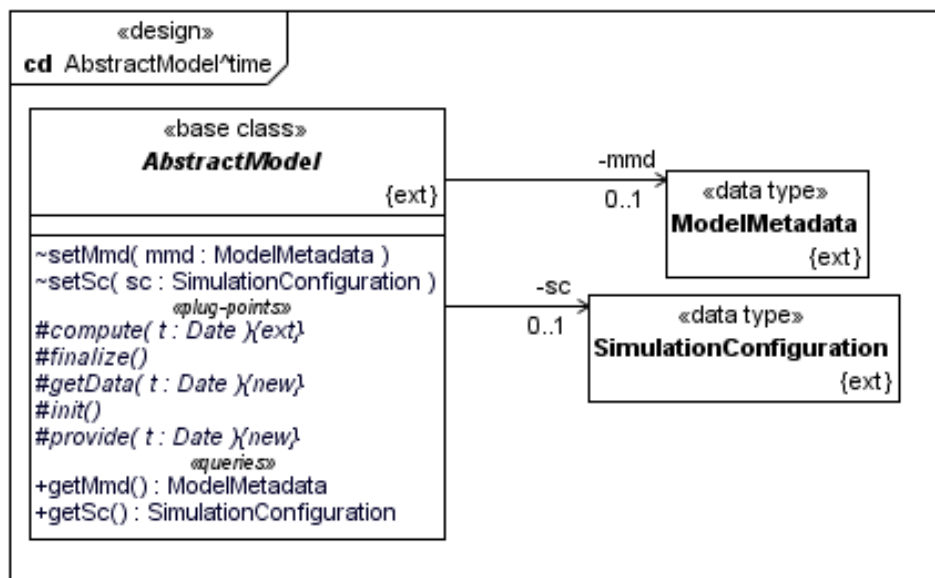 «design»
cd AbstractModel^time
«base class»
AbstractModel
{ext}
~setMmd( mmd : ModelMetadata )
~setSc( sc : SimulationConfiguration )
«plug-points»
#compute( t : Date ){ext}
#finalize()
#getData( t : Date ){new}
#init()
#provide( t : Date ){new}
«queries»
+getMmd() : ModelMetadata
+getSc() : SimulationConfiguration
-mmd
0..1
«data type»
ModelMetadata
{ext}
-sc
0..1
«data type»
SimulationConfiguration
{ext}